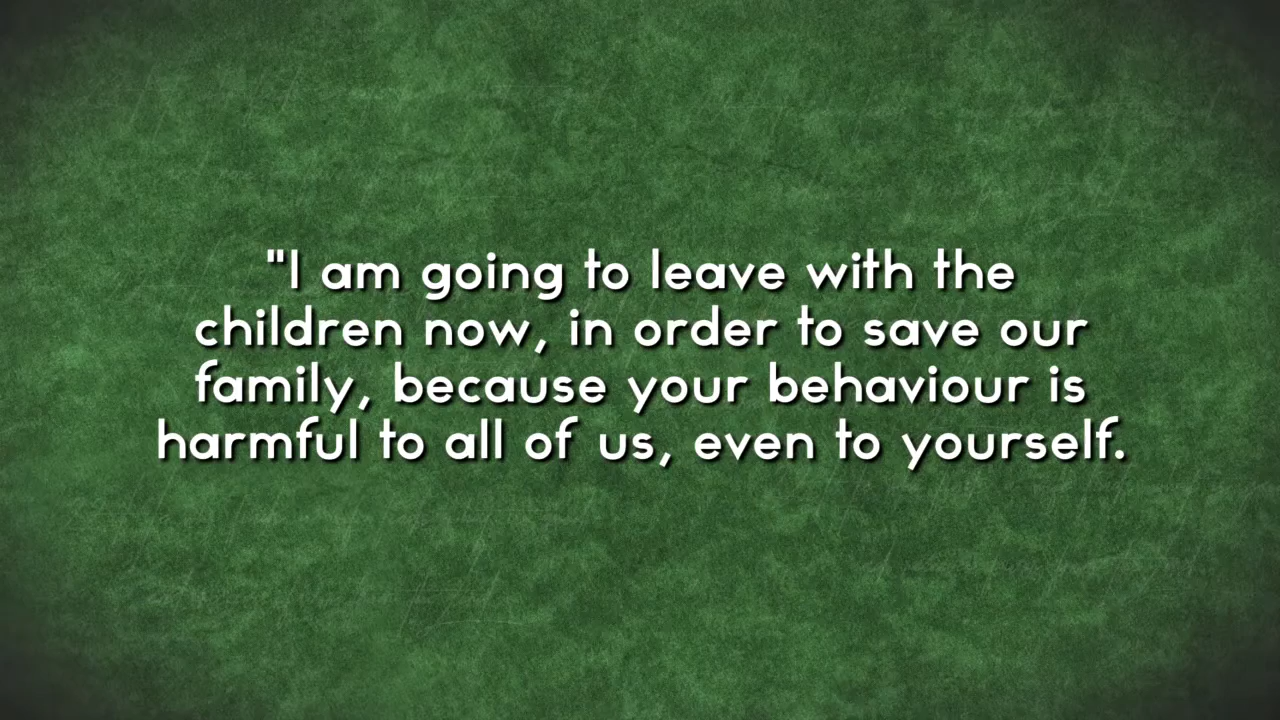 "I am going to leave with the
children now, in order to save our
family, because your behaviour is
harmful to all of us, even to yourself.